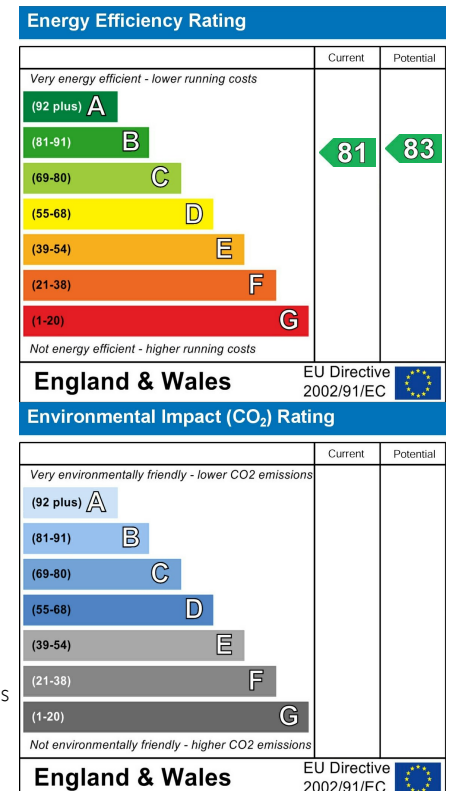 Energy Efficiency Rating
Current Potential
Very energy efficient - lower running costs
(92 plus) A
(81-91) B
81 83
(69-80) C
(55-68) D
(39-54) E
(21-38) F
(1-20) G
Not energy efficient - higher running costs
England & Wales
EU Directive
2002/91/EC
Environmental Impact (CO₂) Rating
Current Potential
Very environmentally friendly - lower CO2 emissions
(92 plus) A
(81-91) B
(69-80) C
(55-68) D
(39-54) E
(21-38) F
s
(1-20) G
Not environmentally friendly - higher CO2 emissions
England & Wales
EU Directive
2002/91/EC